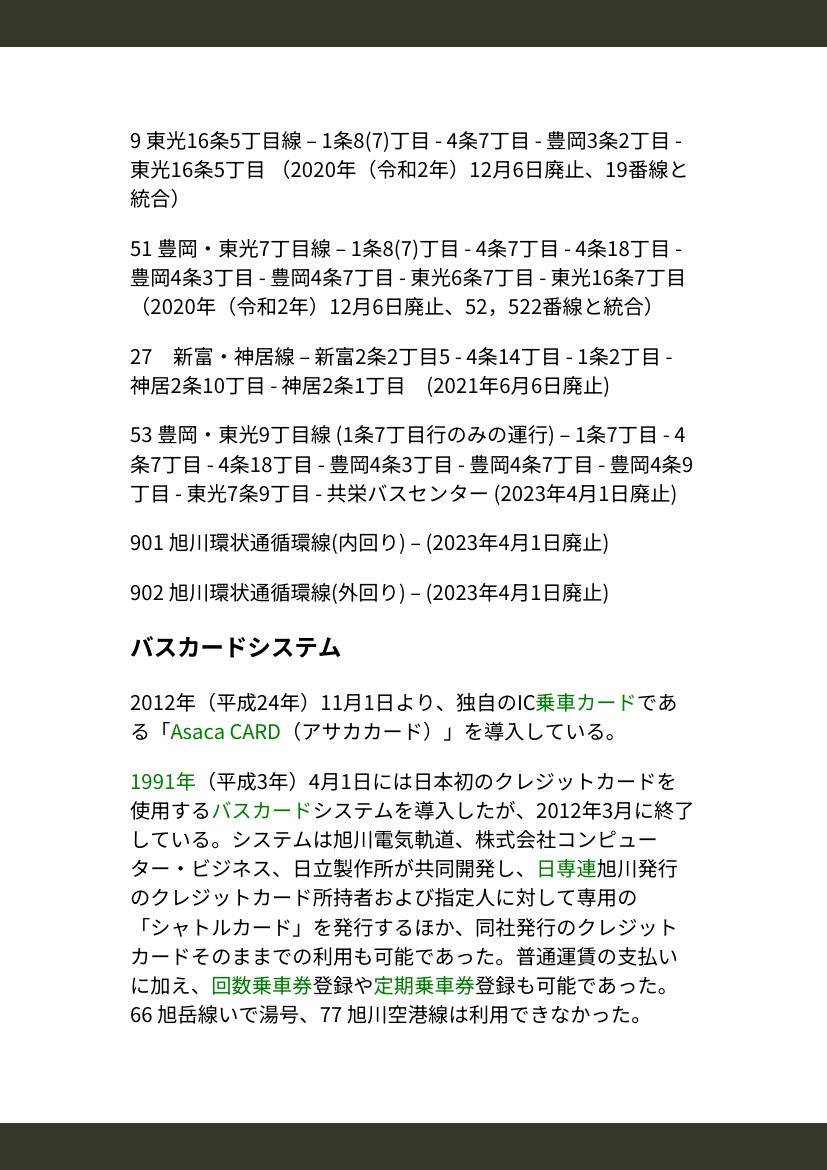 9 東光16条5丁目線 – 1条8(7)丁目 - 4条7丁目 - 豊岡3条2丁目 -
東光16条5丁目 （2020年（令和2年）12月6日廃止、19番線と
統合）
51 豊岡・東光7丁目線 – 1条8(7)丁目 - 4条7丁目 - 4条18丁目 -
豊岡4条3丁目 - 豊岡4条7丁目 - 東光6条7丁目 - 東光16条7丁目
（2020年（令和2年）12月6日廃止、52，522番線と統合）
27　新富・神居線 – 新富2条2丁目5 - 4条14丁目 - 1条2丁目 -
神居2条10丁目 - 神居2条1丁目　(2021年6月6日廃止)
53 豊岡・東光9丁目線 (1条7丁目行のみの運行) – 1条7丁目 - 4
条7丁目 - 4条18丁目 - 豊岡4条3丁目 - 豊岡4条7丁目 - 豊岡4条9
丁目 - 東光7条9丁目 - 共栄バスセンター (2023年4月1日廃止)
901 旭川環状通循環線(内回り) – (2023年4月1日廃止)
902 旭川環状通循環線(外回り) – (2023年4月1日廃止)
バスカードシステム
2012年（平成24年）11月1日より、独自のIC乗車カードであ
る「Asaca CARD（アサカカード）」を導入している。
1991年（平成3年）4月1日には日本初のクレジットカードを
使用するバスカードシステムを導入したが、2012年3月に終了
している。システムは旭川電気軌道、株式会社コンピュー
ター・ビジネス、日立製作所が共同開発し、日専連旭川発行
のクレジットカード所持者および指定人に対して専用の
「シャトルカード」を発行するほか、同社発行のクレジット
カードそのままでの利用も可能であった。普通運賃の支払い
に加え、回数乗車券登録や定期乗車券登録も可能であった。
66 旭岳線いで湯号、77 旭川空港線は利用できなかった。